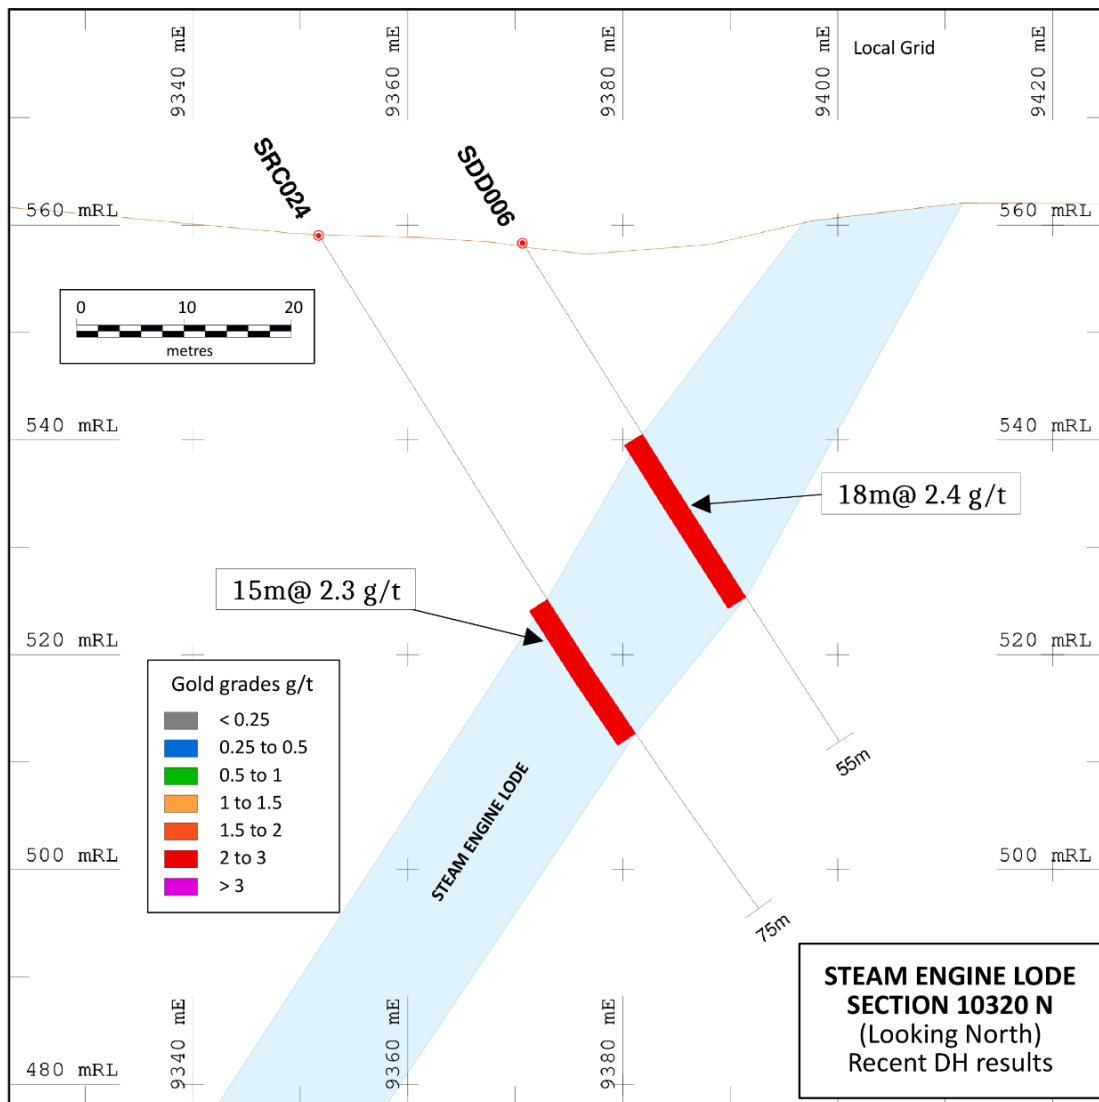 9340 mE
9360 mE
9380 mE
9400 mE
9420 mE
Local Grid
SRC024
SDD006
560 mRL
560 mRL
0 10 20
metres
540 mRL
540 mRL
18m@ 2.4 g/t
15m@ 2.3 g/t
520 mRL
520 mRL
Gold grades g/t
< 0.25
0.25 to 0.5
0.5 to 1
1 to 1.5
1.5 to 2
2 to 3
> 3
55m
STEAM ENGINE LODE
500 mRL
500 mRL
75m
STEAM ENGINE LODE
SECTION 10320 N
(Looking North)
Recent DH results
9340 mE
9360 mE
9380 mE
480 mRL